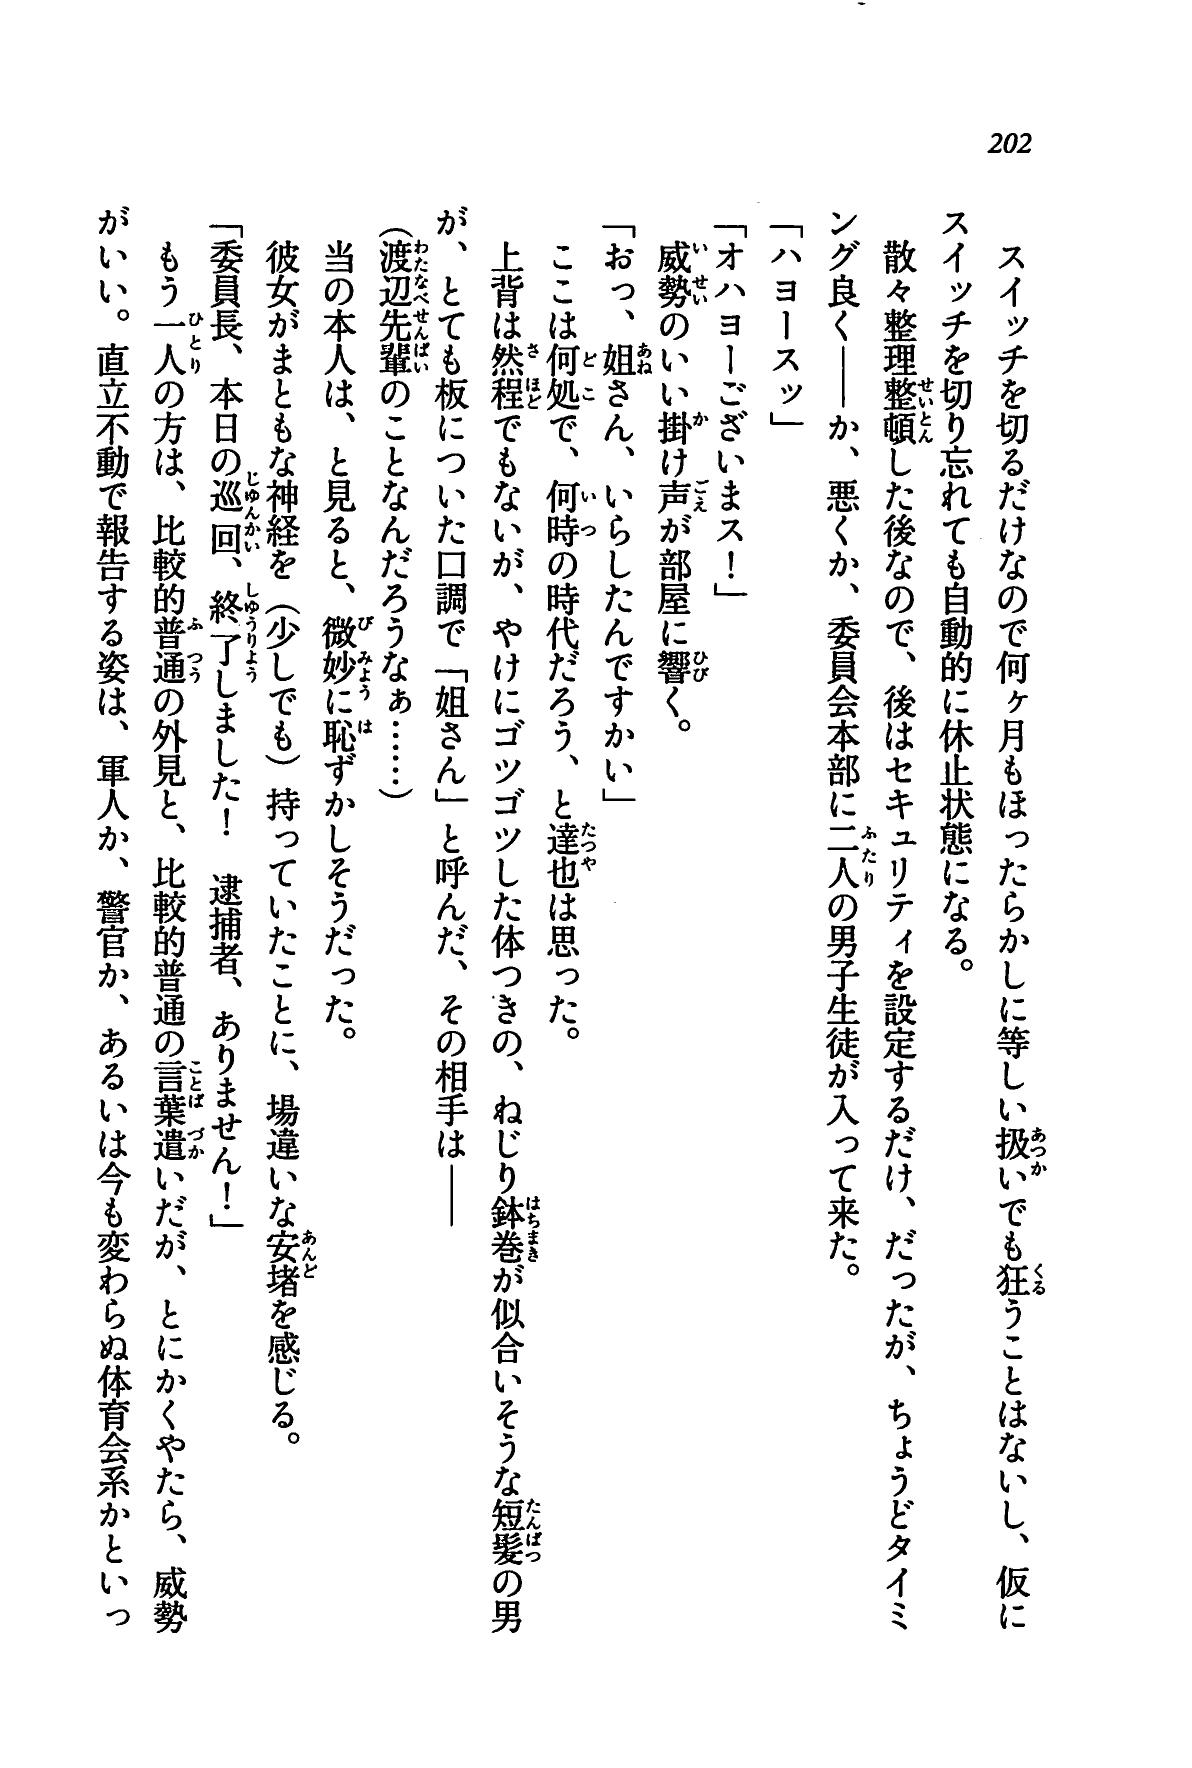 202
スイッチを切るだけなので何ヶ月もほったらかしに等しい扱いでも狂うことはないし、仮に
スイッチを切り忘れても自動的に休止状態になる。
散々整理整頓した後なので、後はセキュリティを設定するだけ、だったが、ちょうどタイミ
ング良く――か、悪くか、委員会本部に二人の男子生徒が入って来た。
「ハヨースッ」
「オハヨーございまス！」
威勢のいい掛け声が部屋に響く。
「おっ、姐さん、いらしたんですかい」
ここは何処で、何時の時代だろう、と達也は思った。
上背は然程でもないが、やけにゴツゴツした体つきの、ねじり鉢巻が似合いそうな短髪の男
が、とても板についた口調で「姐さん」と呼んだ、その相手は――
（渡辺先輩のことなんだろうなぁ……）
当の本人は、と見ると、微妙に恥ずかしそうだった。
彼女がまともな神経を（少しでも）持っていたことに、場違いな安堵を感じる。
「委員長、本日の巡回、終了しました！　逮捕者、ありません！」
もう一人の方は、比較的普通の外見と、比較的普通の言葉遣いだが、とにかくやたら、威勢
がいい。直立不動で報告する姿は、軍人か、警官か、あるいは今も変わらぬ体育会系かといっ